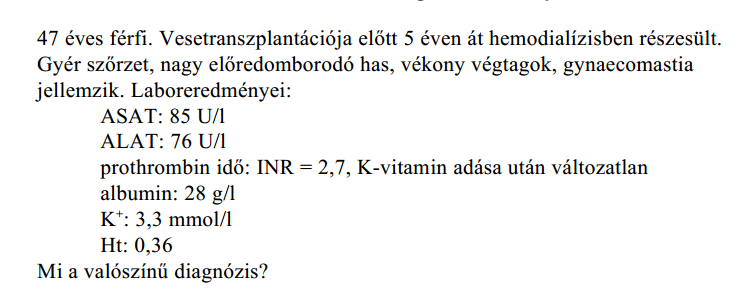 47 éves férfi. Vesetranszplantációja előtt 5 éven át hemodialízisben részesült.
Gyér szőrzet, nagy előredomborodó has, vékony végtagok, gynaecomastia
jellemzik. Laboreredményei:
ASAT: 85 U/l
ALAT: 76 U/l
prothrombin idő: INR = 2,7, K-vitamin adása után változatlan
albumin: 28 g/l
K⁺: 3,3 mmol/l
Ht: 0,36
Mi a valószínű diagnózis?